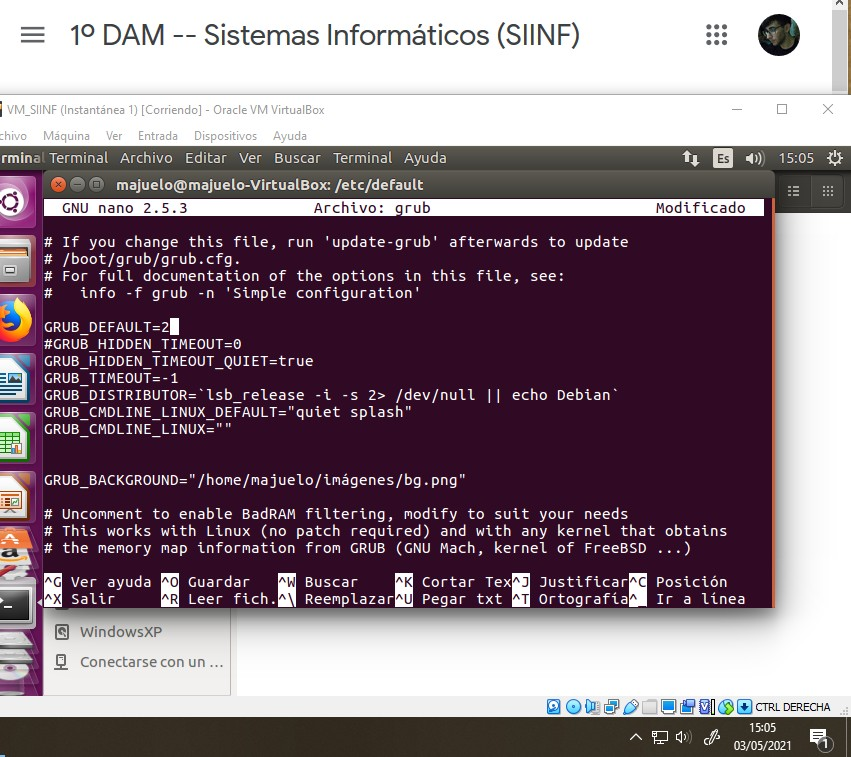 1º DAM -- Sistemas Informáticos (SIINF)
VM_SIINF (Instantánea 1) [Corriendo] - Oracle VM VirtualBox
chivo Máquina Ver Entrada Dispositivos Ayuda
rminal Terminal Archivo Editar Ver Buscar Terminal Ayuda Es 15:05
majuelo@majuelo-VirtualBox: /etc/default
GNU nano 2.5.3 Archivo: grub Modificado
# If you change this file, run 'update-grub' afterwards to update
# /boot/grub/grub.cfg.
# For full documentation of the options in this file, see:
#   info -f grub -n 'Simple configuration'
GRUB_DEFAULT=2
#GRUB_HIDDEN_TIMEOUT=0
GRUB_HIDDEN_TIMEOUT_QUIET=true
GRUB_TIMEOUT=-1
GRUB_DISTRIBUTOR=`lsb_release -i -s 2> /dev/null || echo Debian`
GRUB_CMDLINE_LINUX_DEFAULT="quiet splash"
GRUB_CMDLINE_LINUX=""
GRUB_BACKGROUND="/home/majuelo/imágenes/bg.png"
# Uncomment to enable BadRAM filtering, modify to suit your needs
# This works with Linux (no patch required) and with any kernel that obtains
# the memory map information from GRUB (GNU Mach, kernel of FreeBSD ...)
^G Ver ayuda ^O Guardar ^W Buscar ^K Cortar Tex^J Justificar^C Posición
^X Salir ^R Leer fich.^\ Reemplazar^U Pegar txt ^T Ortografía^_ Ir a línea
WindowsXP
Conectarse con un ...
CTRL DERECHA
15:05
03/05/2021
1